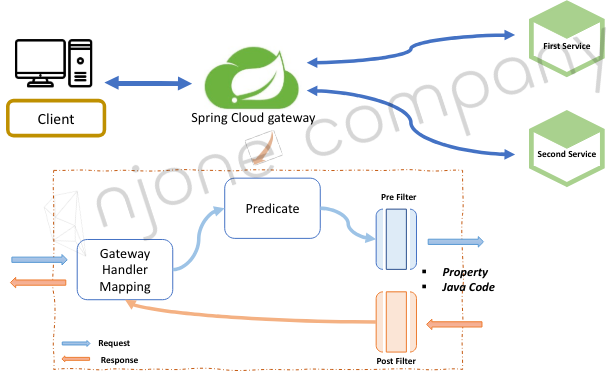 First Service
Client
Spring Cloud gateway
Second Service
njone company
Predicate
Pre Filter
Gateway
Handler
Mapping
▪ Property
▪ Java Code
Request
Response
Post Filter